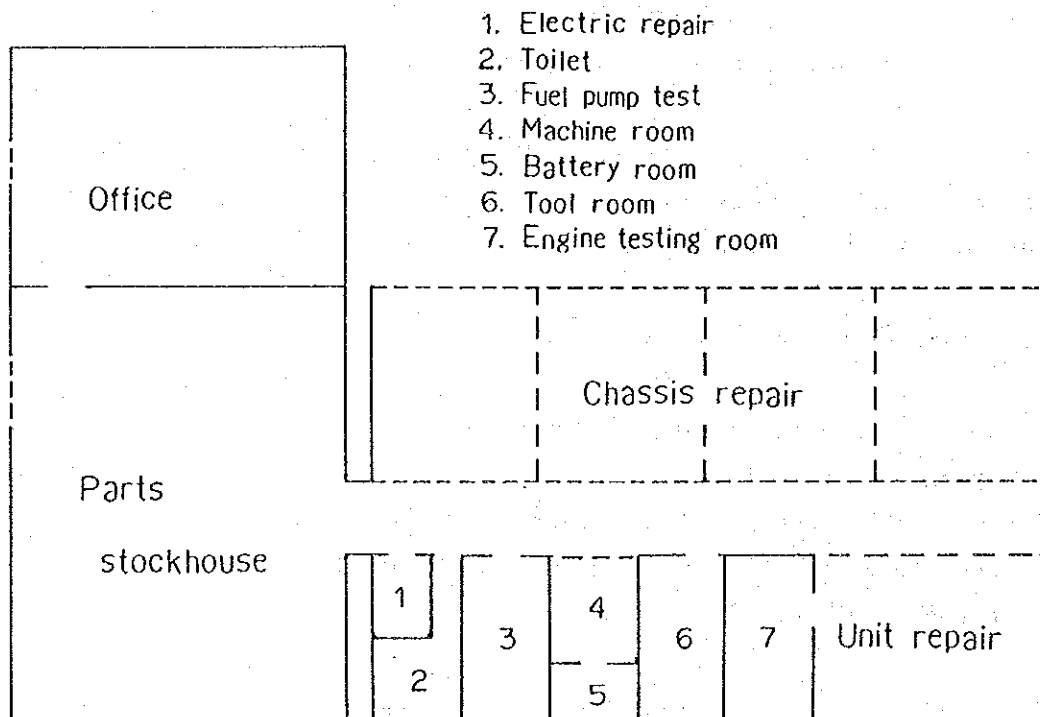 1. Electric repair
2. Toilet
3. Fuel pump test
4. Machine room
5. Battery room
6. Tool room
7. Engine testing room
Office
Chassis repair
Parts
stockhouse
1
2
3
4
5
6
7
Unit repair